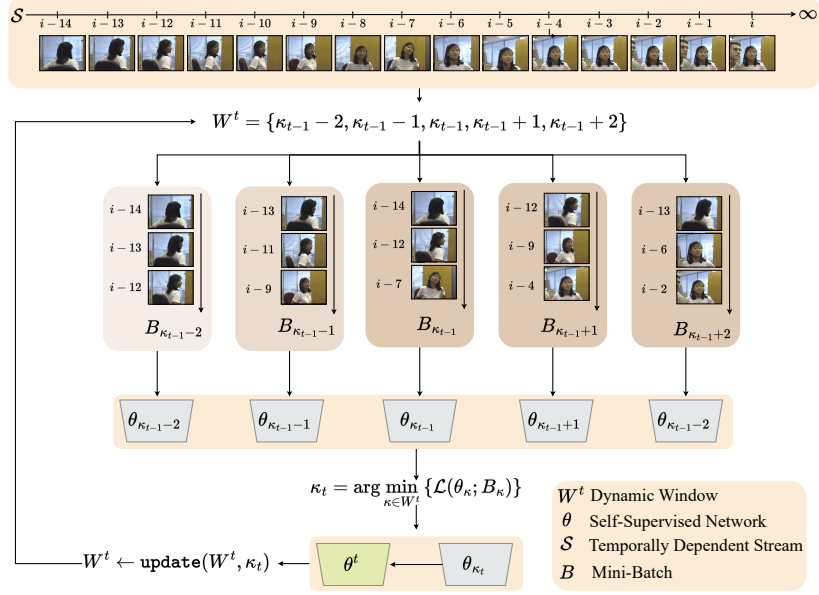 𝒮 ∞
i − 14 i − 13 i − 12 i − 11 i − 10 i − 9 i − 8 i − 7 i − 6 i − 5 i − 4 i − 3 i − 2 i − 1 i
W^t = {κ_{t−1} − 2, κ_{t−1} − 1, κ_{t−1}, κ_{t−1} + 1, κ_{t−1} + 2}
i − 14
i − 13
i − 12
B_{κ_{t−1}−2}
i − 13
i − 11
i − 9
B_{κ_{t−1}−1}
i − 14
i − 12
i − 7
B_{κ_{t−1}}
i − 12
i − 9
i − 4
B_{κ_{t−1}+1}
i − 13
i − 6
i − 2
B_{κ_{t−1}+2}
θ_{κ_{t−1}−2} θ_{κ_{t−1}−1} θ_{κ_{t−1}} θ_{κ_{t−1}+1} θ_{κ_{t−1}−2}
κ_t = arg min_{κ∈W^t} {ℒ(θ_κ; B_κ)}
W^t ← update(W^t, κ_t) θ^t θ_{κ_t}
W^t Dynamic Window
θ Self-Supervised Network
𝒮 Temporally Dependent Stream
B Mini-Batch